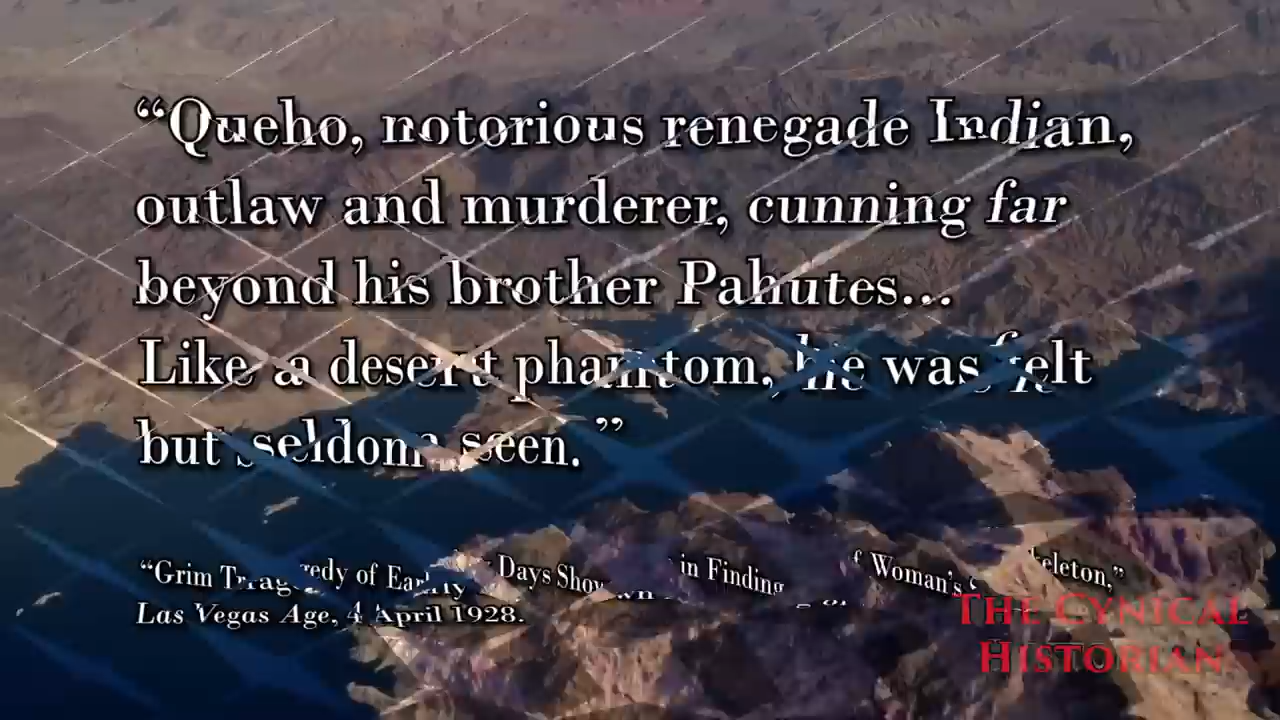 “Queho, notorious renegade Indian,
outlaw and murderer, cunning far
beyond his brother Pahutes...
Like a desert phantom, he was felt
but seldom seen.”
“Grim Tragedy of Early Days Shown in Finding of Woman's Skeleton,”
Las Vegas Age, 4 April 1928.
THE CYNICAL
HISTORIAN